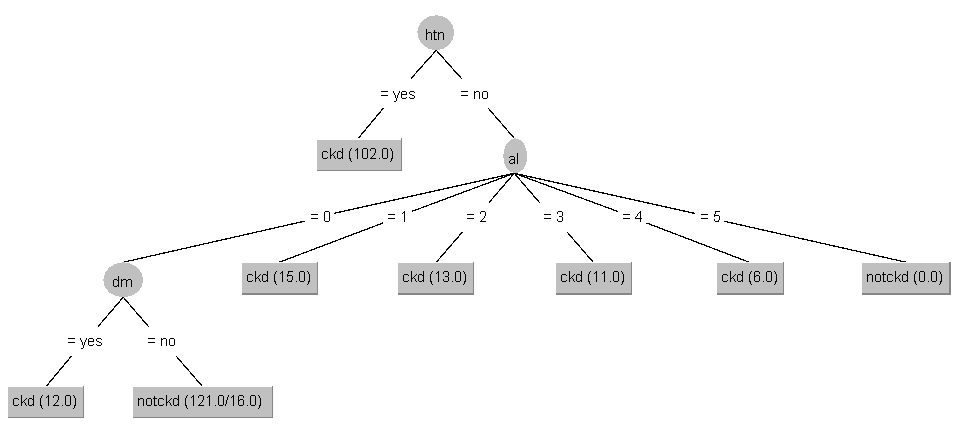 htn
= yes
= no
ckd (102.0)
al
= 0
= 1
= 2
= 3
= 4
= 5
dm
ckd (15.0)
ckd (13.0)
ckd (11.0)
ckd (6.0)
notckd (0.0)
= yes
= no
ckd (12.0)
notckd (121.0/16.0)